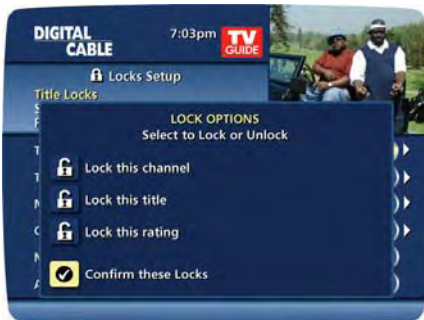 DIGITAL
CABLE
7:03pm
TV
GUIDE
Locks Setup
Title Locks
LOCK OPTIONS
Select to Lock or Unlock
Lock this channel
Lock this title
Lock this rating
Confirm these Locks